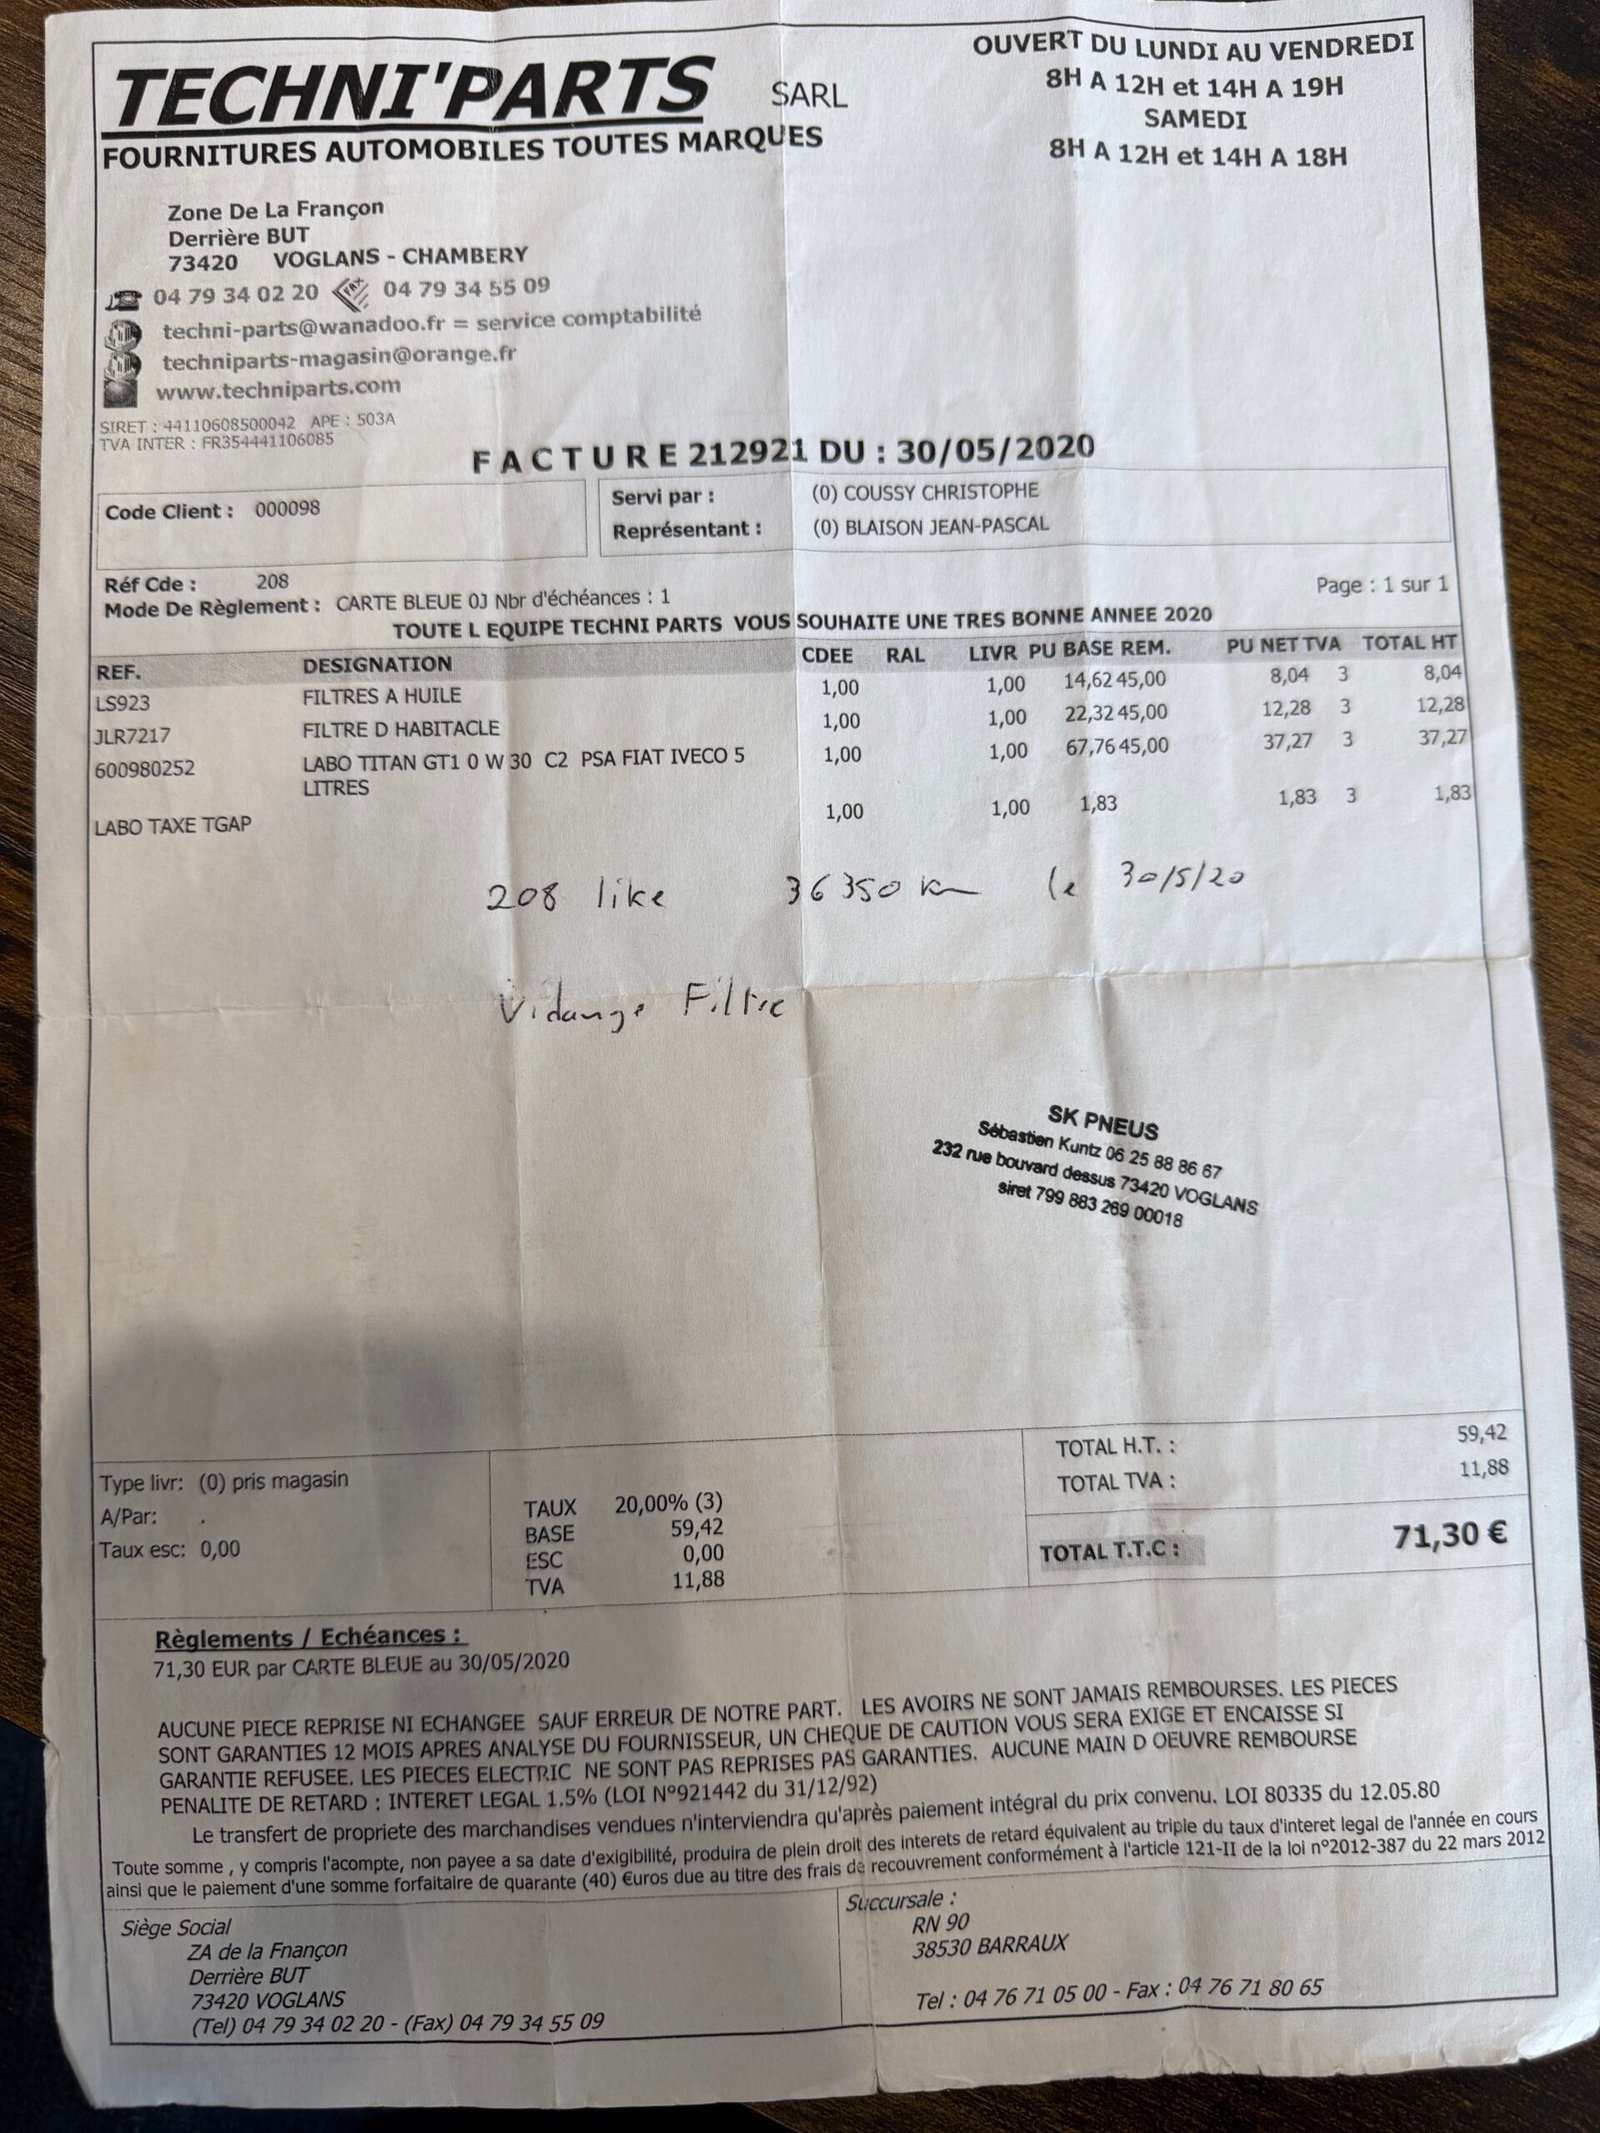 TECHNI'PARTS SARL
FOURNITURES AUTOMOBILES TOUTES MARQUES
OUVERT DU LUNDI AU VENDREDI
8H A 12H et 14H A 19H
SAMEDI
8H A 12H et 14H A 18H
Zone De La Françon
Derrière BUT
73420 VOGLANS - CHAMBERY
04 79 34 02 20 04 79 34 55 09
techni-parts@wanadoo.fr = service comptabilité
techniparts-magasin@orange.fr
www.techniparts.com
SIRET : 44110608500042 APE : 503A
TVA INTER : FR354441106085
FACTURE 212921 DU : 30/05/2020
Code Client : 000098
Servi par : (0) COUSSY CHRISTOPHE
Représentant : (0) BLAISON JEAN-PASCAL
Réf Cde : 208
Page : 1 sur 1
Mode De Règlement : CARTE BLEUE 0J Nbr d'échéances : 1
TOUTE L EQUIPE TECHNI PARTS VOUS SOUHAITE UNE TRES BONNE ANNEE 2020
REF. DESIGNATION CDEE RAL LIVR PU BASE REM. PU NET TVA TOTAL HT
LS923 FILTRES A HUILE 1,00 1,00 14,62 45,00 8,04 3 8,04
JLR7217 FILTRE D HABITACLE 1,00 1,00 22,32 45,00 12,28 3 12,28
600980252 LABO TITAN GT1 0 W 30 C2 PSA FIAT IVECO 5 1,00 1,00 67,76 45,00 37,27 3 37,27
LITRES
LABO TAXE TGAP 1,00 1,00 1,83 1,83 3 1,83
208 like 36350 km le 30/5/20
Vidange Filtre
SK PNEUS
Sébastien Kuntz 06 25 88 86 67
232 rue bouvard dessus 73420 VOGLANS
siret 799 883 269 00018
Type livr: (0) pris magasin
A/Par: .
Taux esc: 0,00
TAUX 20,00% (3)
BASE 59,42
ESC 0,00
TVA 11,88
TOTAL H.T. : 59,42
TOTAL TVA : 11,88
TOTAL T.T.C : 71,30 €
Règlements / Echéances :
71,30 EUR par CARTE BLEUE au 30/05/2020
AUCUNE PIECE REPRISE NI ECHANGEE SAUF ERREUR DE NOTRE PART. LES AVOIRS NE SONT JAMAIS REMBOURSES. LES PIECES
SONT GARANTIES 12 MOIS APRES ANALYSE DU FOURNISSEUR, UN CHEQUE DE CAUTION VOUS SERA EXIGE ET ENCAISSE SI
GARANTIE REFUSEE. LES PIECES ELECTRIC NE SONT PAS REPRISES PAS GARANTIES. AUCUNE MAIN D OEUVRE REMBOURSE
PENALITE DE RETARD : INTERET LEGAL 1.5% (LOI N°921442 du 31/12/92)
Le transfert de propriete des marchandises vendues n'interviendra qu'après paiement intégral du prix convenu. LOI 80335 du 12.05.80
Toute somme , y compris l'acompte, non payee a sa date d'exigibilité, produira de plein droit des interets de retard équivalent au triple du taux d'interet legal de l'année en cours
ainsi que le paiement d'une somme forfaitaire de quarante (40) €uros due au titre des frais de recouvrement conformément à l'article 121-II de la loi n°2012-387 du 22 mars 2012
Siège Social
ZA de la Fnançon
Derrière BUT
73420 VOGLANS
(Tel) 04 79 34 02 20 - (Fax) 04 79 34 55 09
Succursale :
RN 90
38530 BARRAUX
Tel : 04 76 71 05 00 - Fax : 04 76 71 80 65